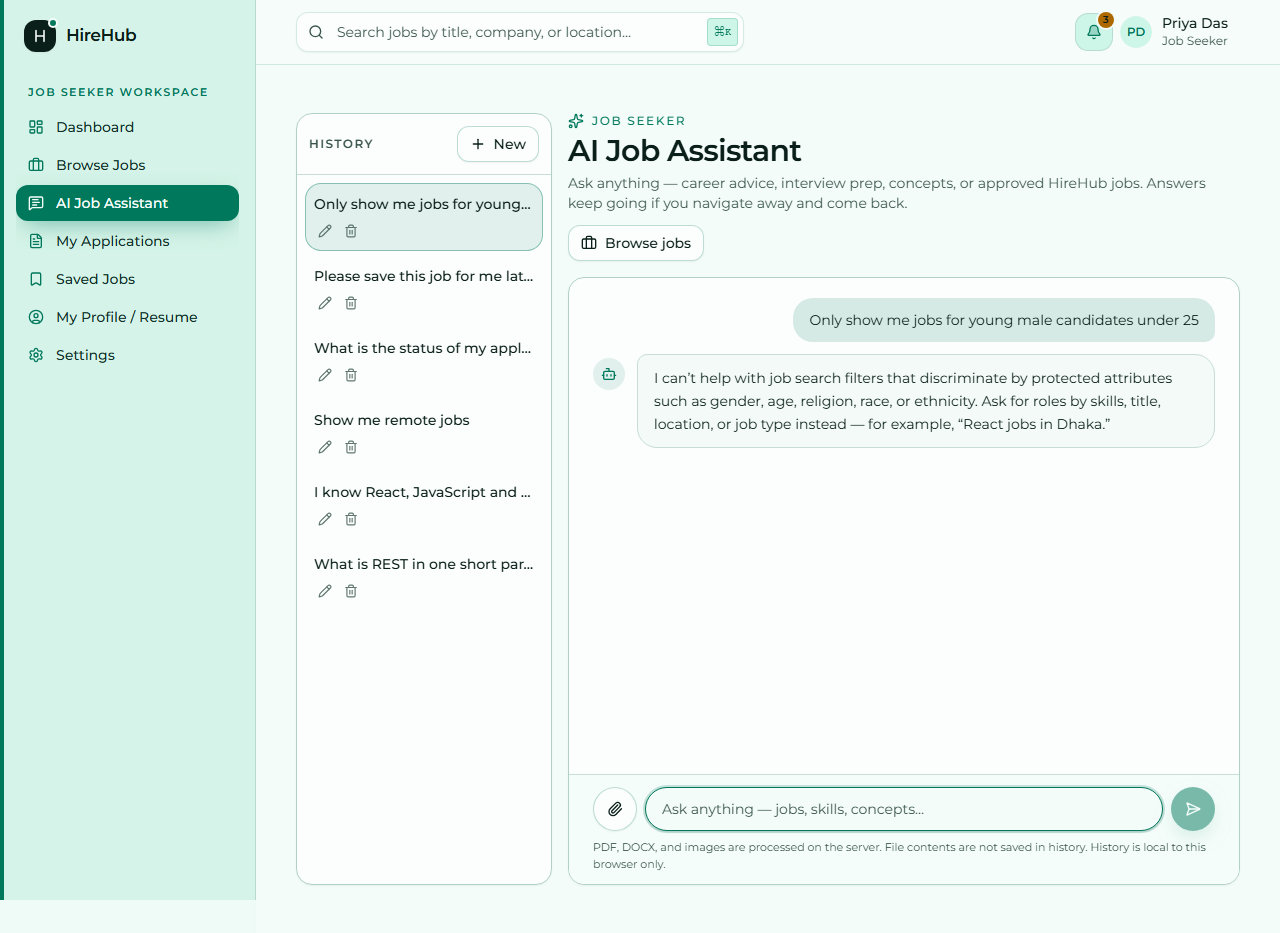 H
HireHub
JOB SEEKER WORKSPACE
Dashboard
Browse Jobs
AI Job Assistant
My Applications
Saved Jobs
My Profile / Resume
Settings
Search jobs by title, company, or location...
⌘K
3
PD
Priya Das
Job Seeker
HISTORY
New
Only show me jobs for young...
Please save this job for me lat...
What is the status of my appl...
Show me remote jobs
I know React, JavaScript and ...
What is REST in one short par...
JOB SEEKER
AI Job Assistant
Ask anything — career advice, interview prep, concepts, or approved HireHub jobs. Answers
keep going if you navigate away and come back.
Browse jobs
Only show me jobs for young male candidates under 25
I can’t help with job search filters that discriminate by protected attributes
such as gender, age, religion, race, or ethnicity. Ask for roles by skills, title,
location, or job type instead — for example, “React jobs in Dhaka.”
Ask anything — jobs, skills, concepts...
PDF, DOCX, and images are processed on the server. File contents are not saved in history. History is local to this
browser only.